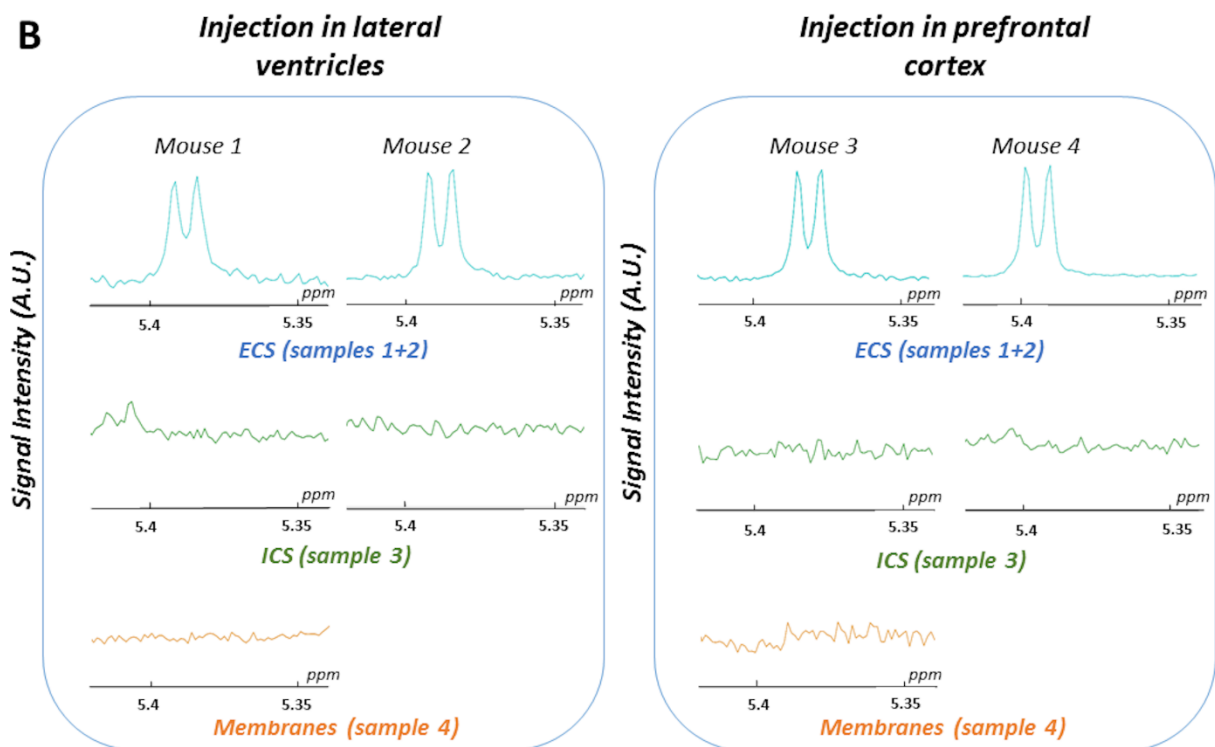 B
Injection in lateral
ventricles
Injection in prefrontal
cortex
Signal Intensity (A.U.)
Mouse 1
Mouse 2
ppm
5.4
5.35
ppm
5.4
5.35
ECS (samples 1+2)
ppm
5.4
5.35
ppm
5.4
5.35
ICS (sample 3)
ppm
5.4
5.35
Membranes (sample 4)
Signal Intensity (A.U.)
Mouse 3
Mouse 4
ppm
5.4
5.35
ppm
5.4
5.35
ECS (samples 1+2)
ppm
5.4
5.35
ppm
5.4
5.35
ICS (sample 3)
ppm
5.4
5.35
Membranes (sample 4)